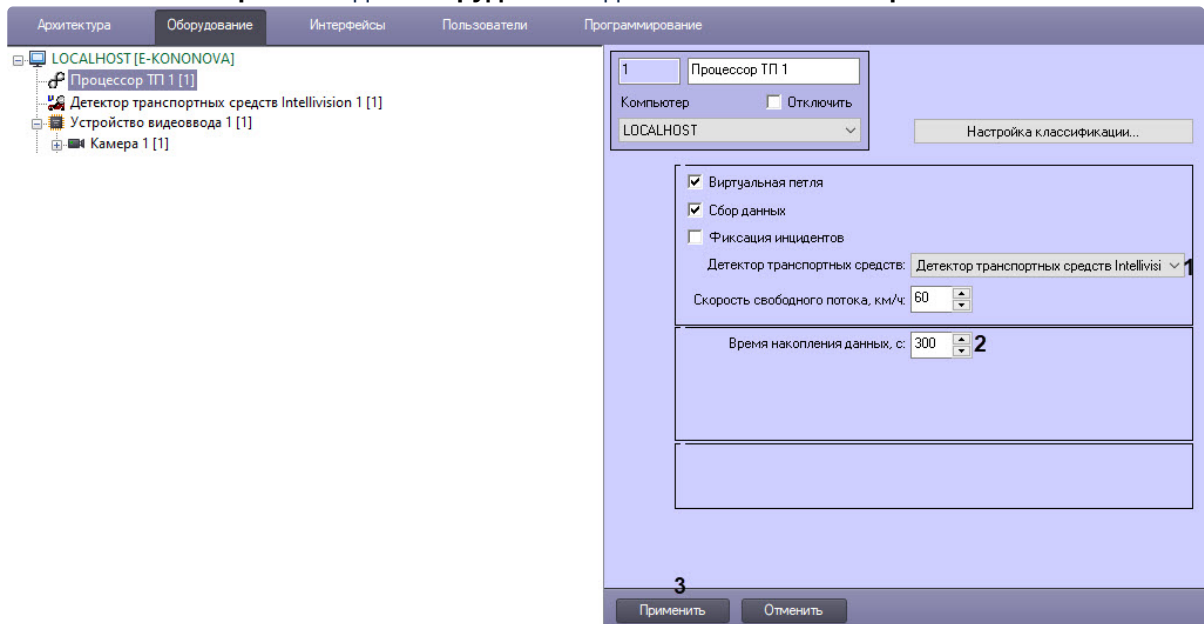 Архитектура Оборудование Интерфейсы Пользователи Программирование
LOCALHOST [E-KONONOVA]
Процессор ТП 1 [1]
Детектор транспортных средств Intellivision 1 [1]
Устройство видеоввода 1 [1]
Камера 1 [1]
1 Процессор ТП 1
Компьютер Отключить
LOCALHOST
Настройка классификации...
Виртуальная петля
Сбор данных
Фиксация инцидентов
Детектор транспортных средств: Детектор транспортных средств Intellivisi 1
Скорость свободного потока, км/ч: 60
Время накопления данных, с: 300 2
3
Применить Отменить